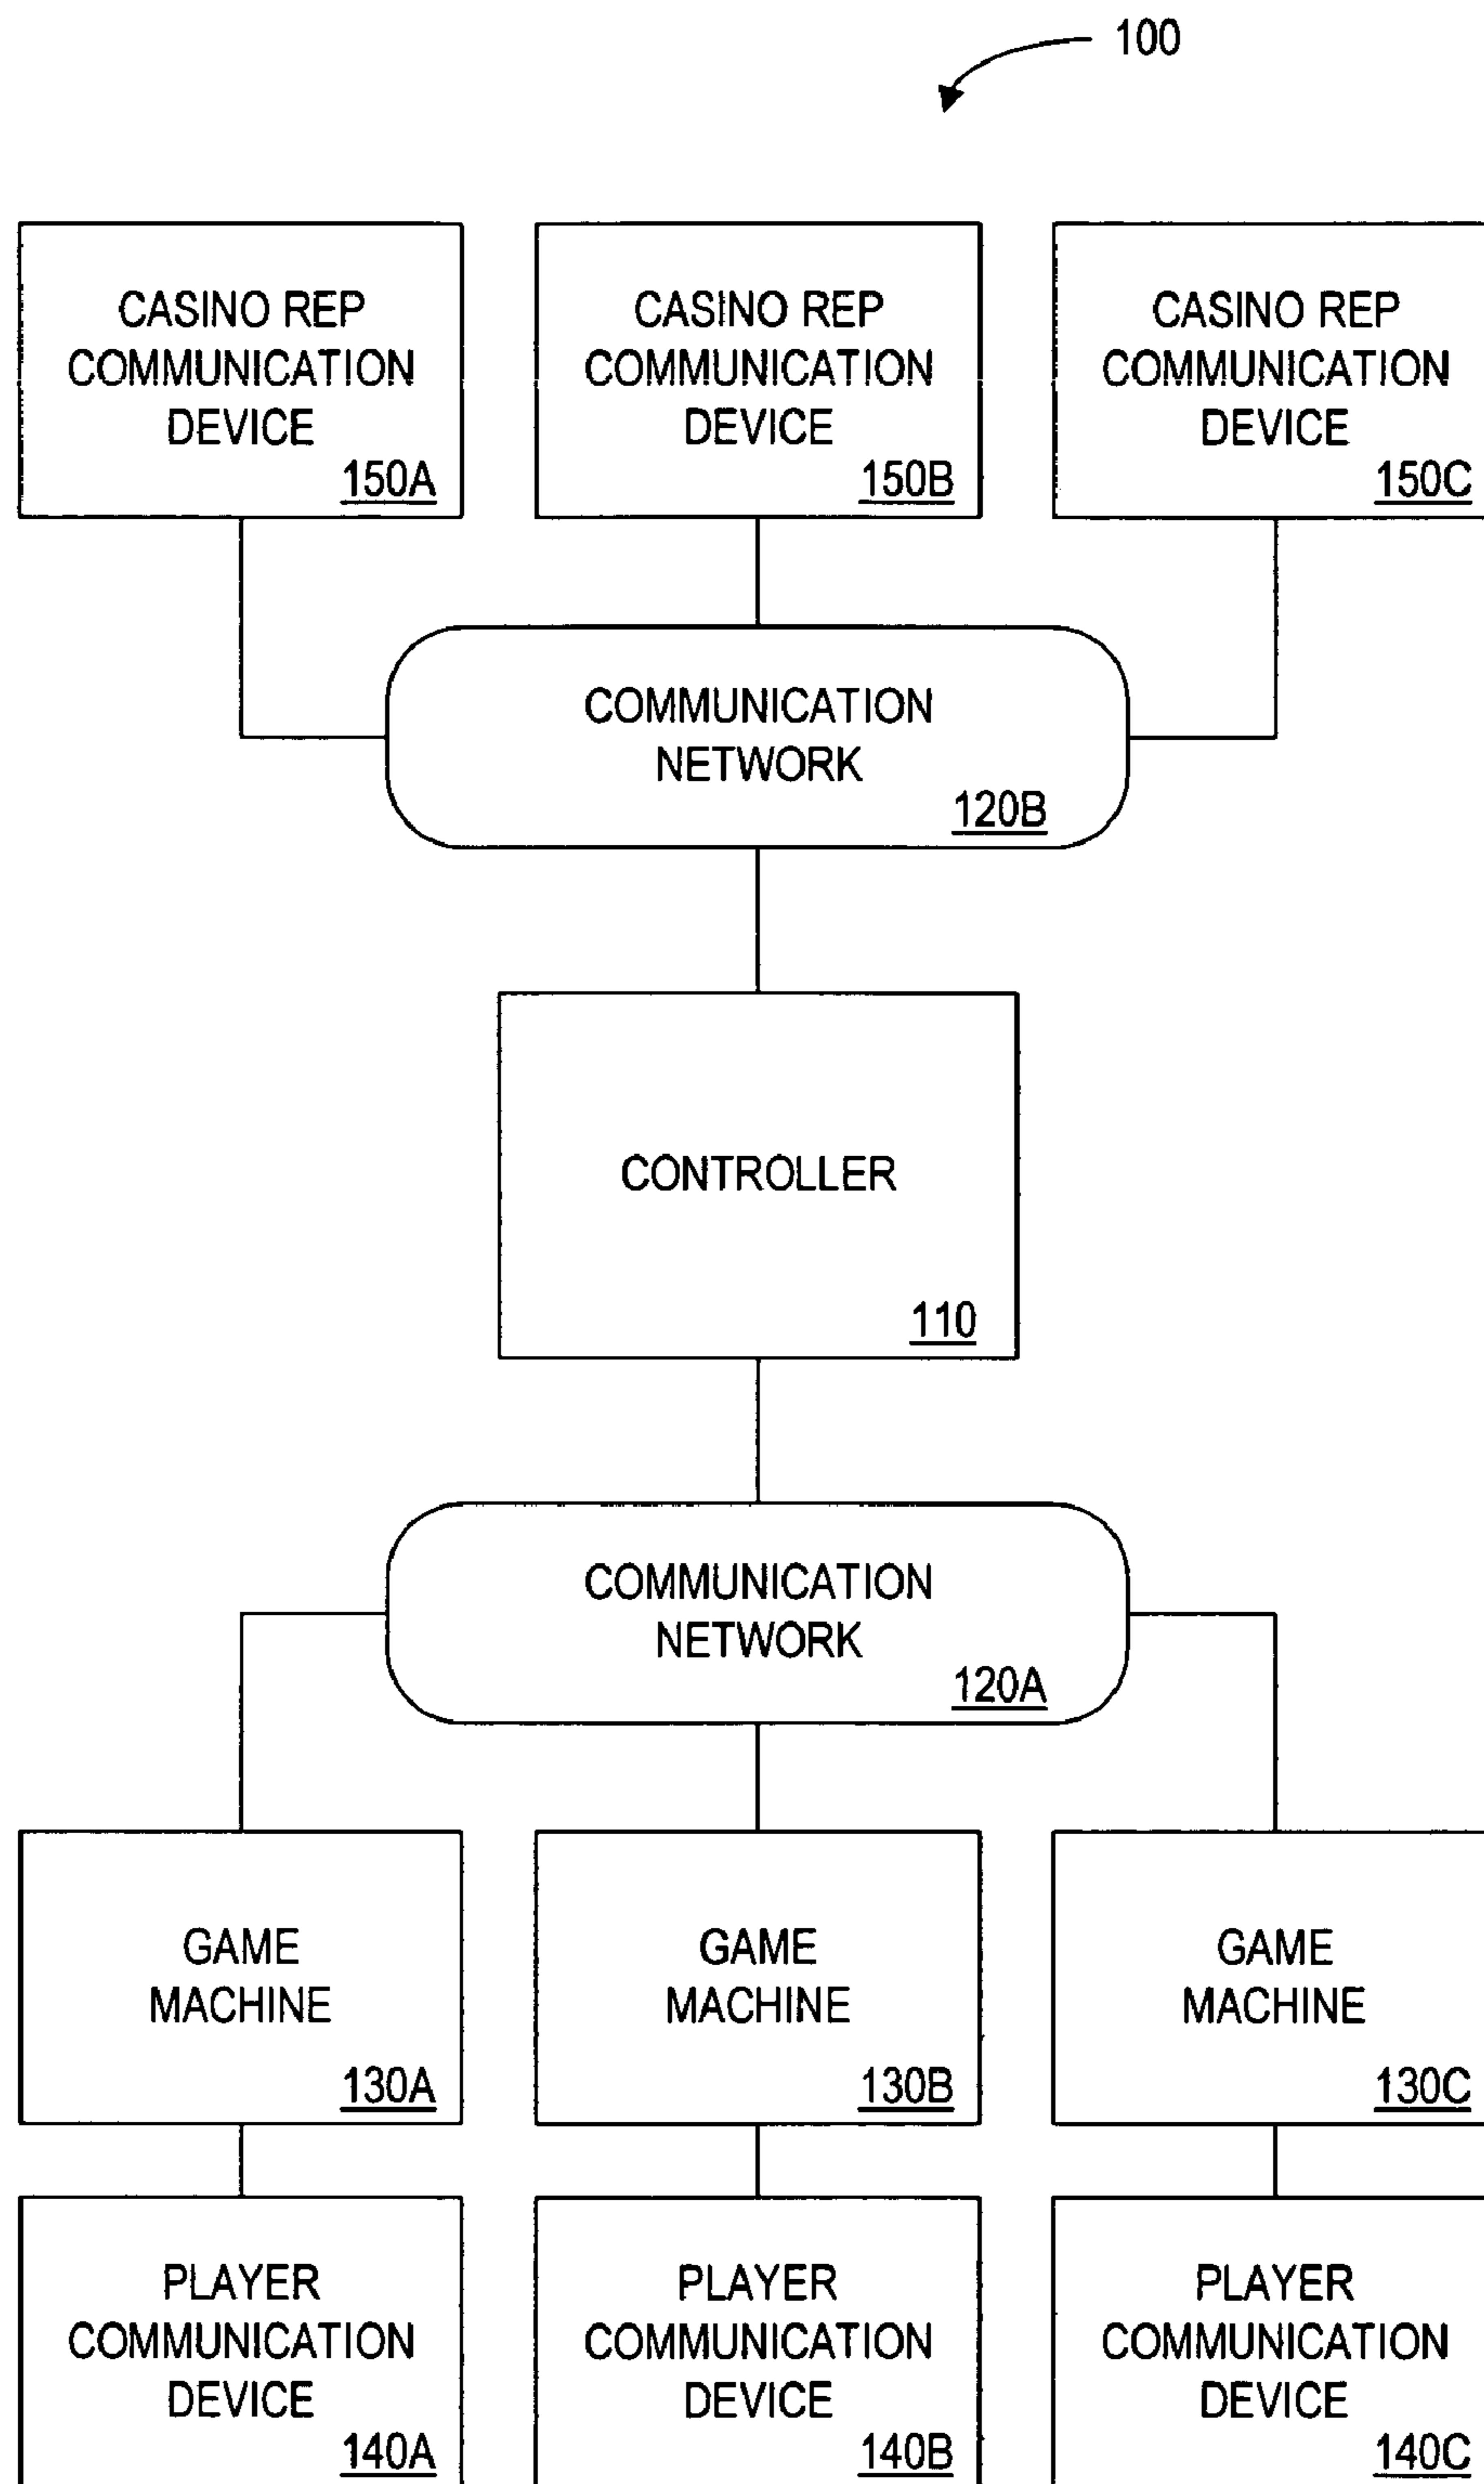 100
CASINO REP
COMMUNICATION
DEVICE
150A
CASINO REP
COMMUNICATION
DEVICE
150B
CASINO REP
COMMUNICATION
DEVICE
150C
COMMUNICATION
NETWORK
120B
CONTROLLER
110
COMMUNICATION
NETWORK
120A
GAME
MACHINE
130A
GAME
MACHINE
130B
GAME
MACHINE
130C
PLAYER
COMMUNICATION
DEVICE
140A
PLAYER
COMMUNICATION
DEVICE
140B
PLAYER
COMMUNICATION
DEVICE
140C